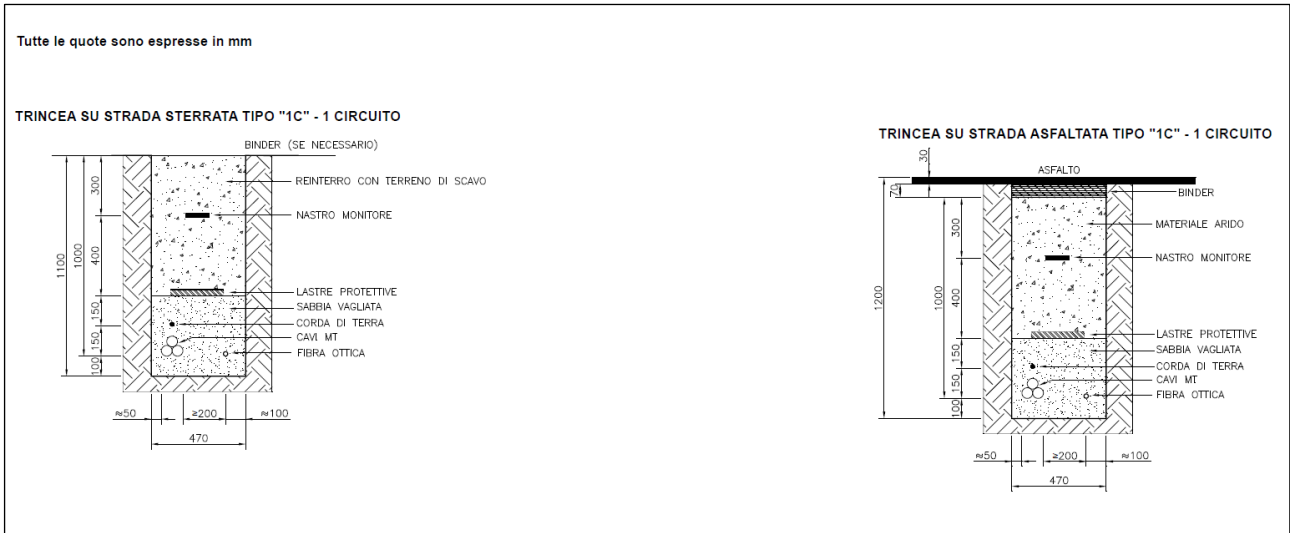 Tutte le quote sono espresse in mm
TRINCEA SU STRADA STERRATA TIPO "1C" - 1 CIRCUITO
BINDER (SE NECESSARIO)
REINTERRO CON TERRENO DI SCAVO
NASTRO MONITORE
LASTRE PROTETTIVE
SABBIA VAGLIATA
CORDA DI TERRA
CAVI MT
FIBRA OTTICA
1100
1000
300
400
150
150
100
≈50
≥200
≈100
470
TRINCEA SU STRADA ASFALTATA TIPO "1C" - 1 CIRCUITO
30
ASFALTO
70
BINDER
MATERIALE ARIDO
NASTRO MONITORE
LASTRE PROTETTIVE
SABBIA VAGLIATA
CORDA DI TERRA
CAVI MT
FIBRA OTTICA
1200
1000
300
400
150
150
100
≈50
≥200
≈100
470